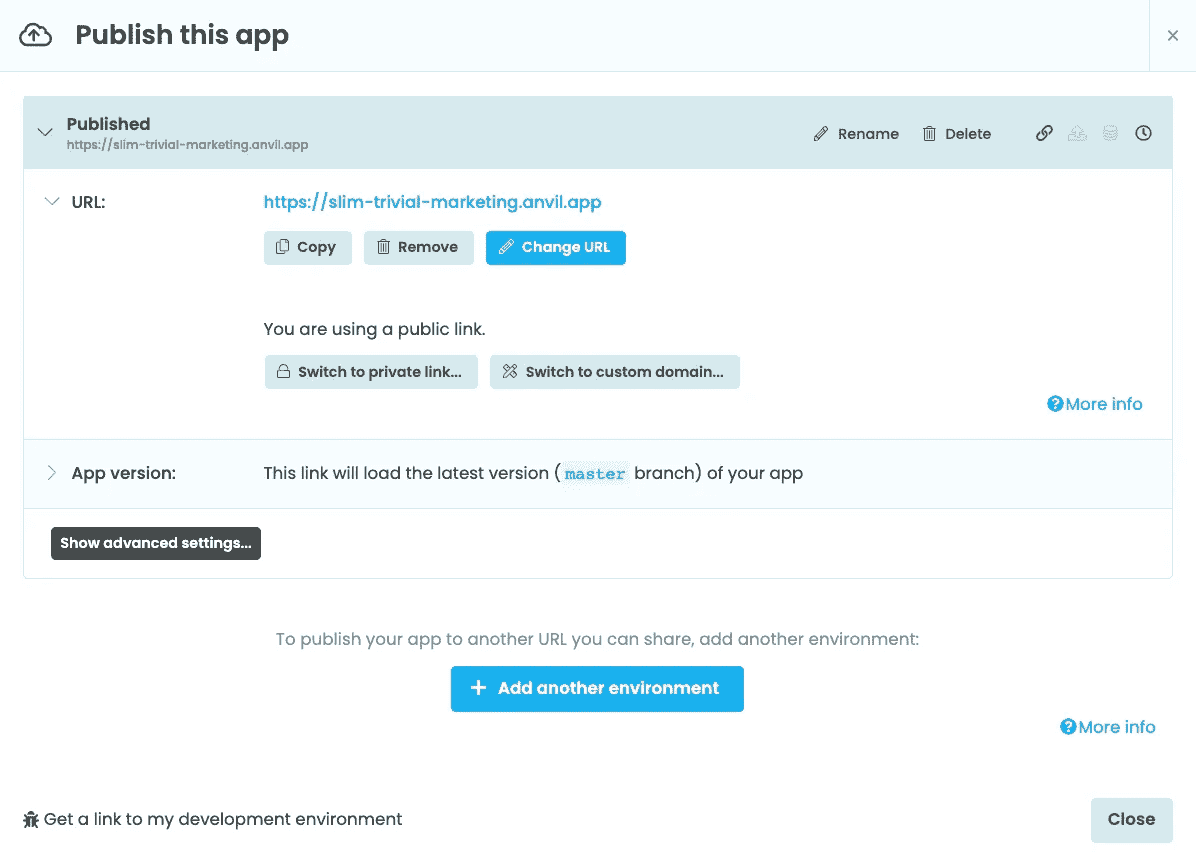 Publish this app
Published
https://slim-trivial-marketing.anvil.app
Rename
Delete
URL:
https://slim-trivial-marketing.anvil.app
Copy
Remove
Change URL
You are using a public link.
Switch to private link...
Switch to custom domain...
More info
App version:
This link will load the latest version ( master branch) of your app
Show advanced settings...
To publish your app to another URL you can share, add another environment:
Add another environment
More info
Get a link to my development environment
Close